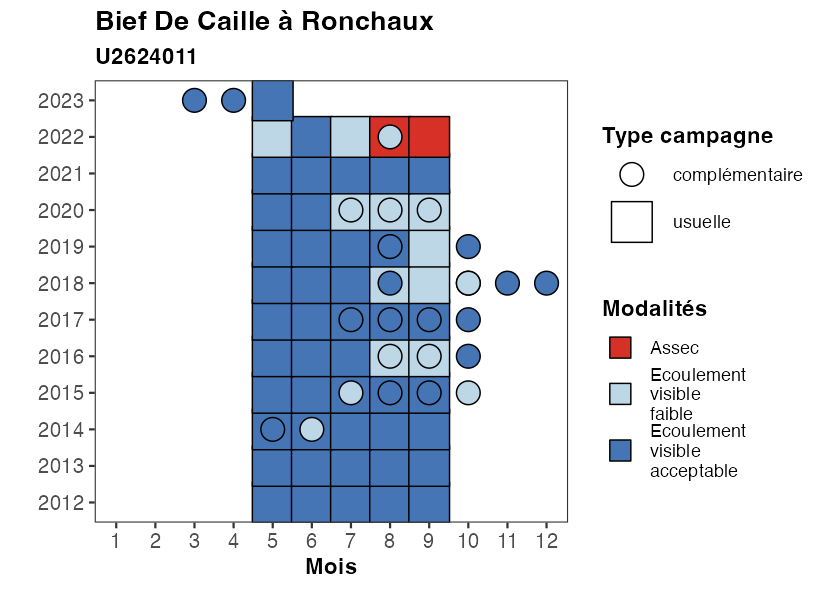 Bief De Caille à Ronchaux
U2624011
2023
2022
2021
2020
2019
2018
2017
2016
2015
2014
2013
2012
1 2 3 4 5 6 7 8 9 10 11 12
Mois
Type campagne
complémentaire
usuelle
Modalités
Assec
Ecoulement
visible
faible
Ecoulement
visible
acceptable